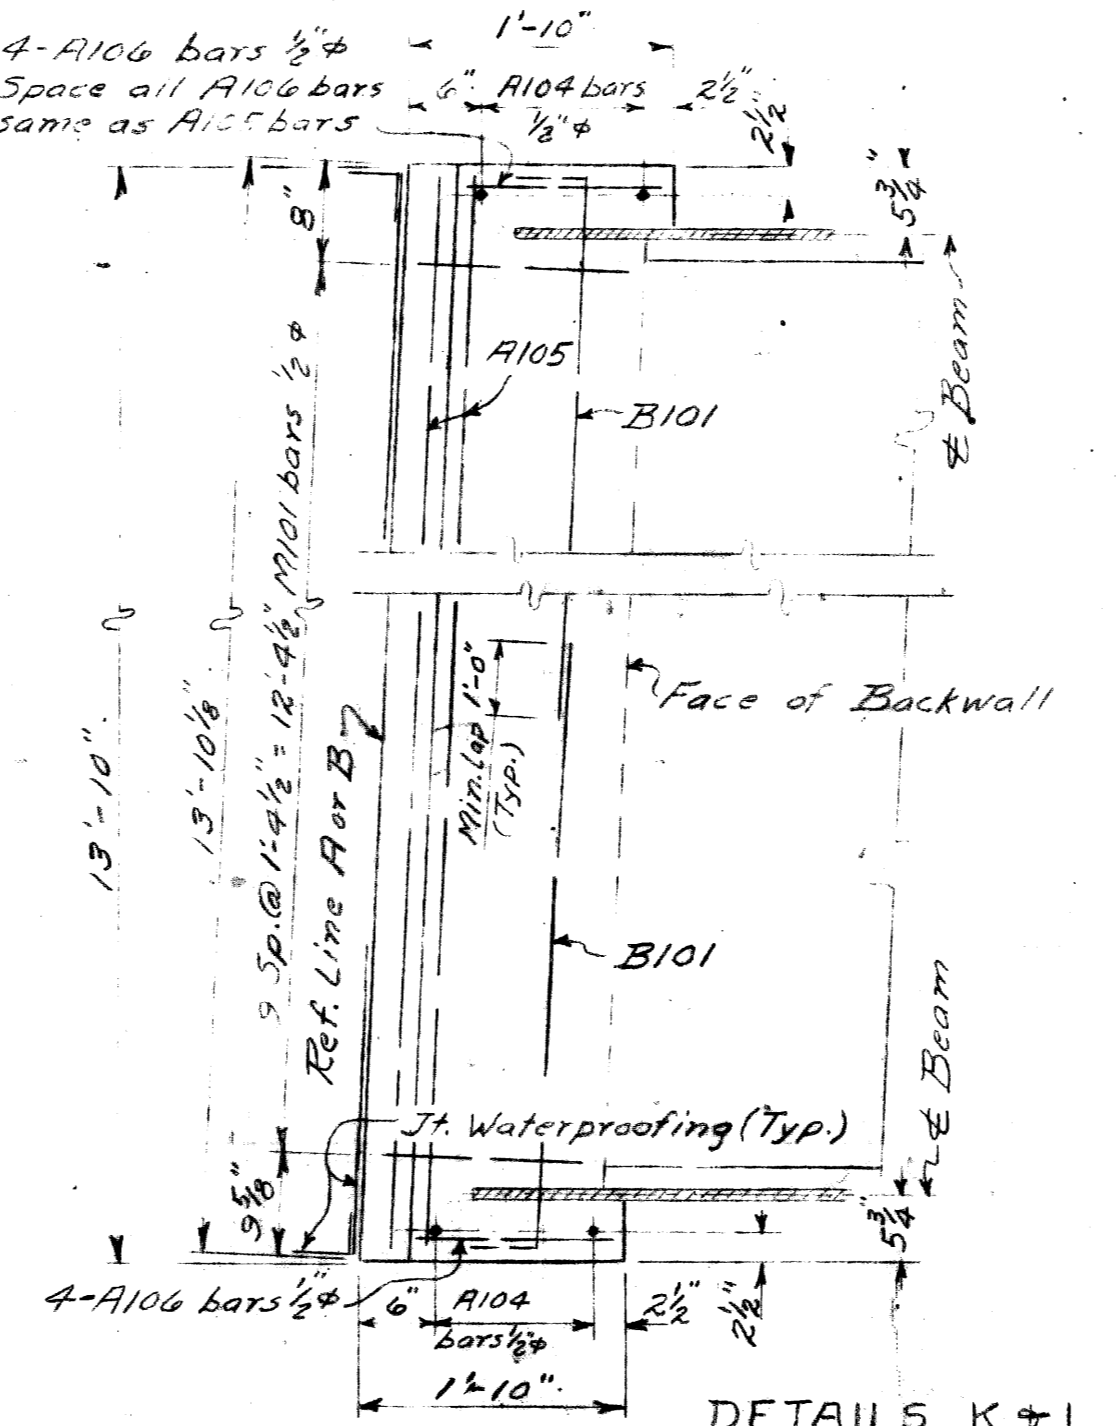 4-A106 bars ½"ϕ
Space all A106 bars
same as A105 bars
1'-10"
6"
A104 bars
½"ϕ
2½"
2½
5¾"
8"
℄ Beam
A105
B101
13'-10"
13'-10⅛"
9 Sp.@ 1'-4½" = 12'-4½" M101 bars ½ϕ
Ref. Line A or B
Min. Lap 1'-0"
(Typ.)
Face of Backwall
B101
Jt. Waterproofing (Typ.)
℄ Beam
9⅝"
5¾"
4-A106 bars ½"ϕ
6"
A104
bars ½"ϕ
2½"
2½"
1'-10"
DETAILS K & L